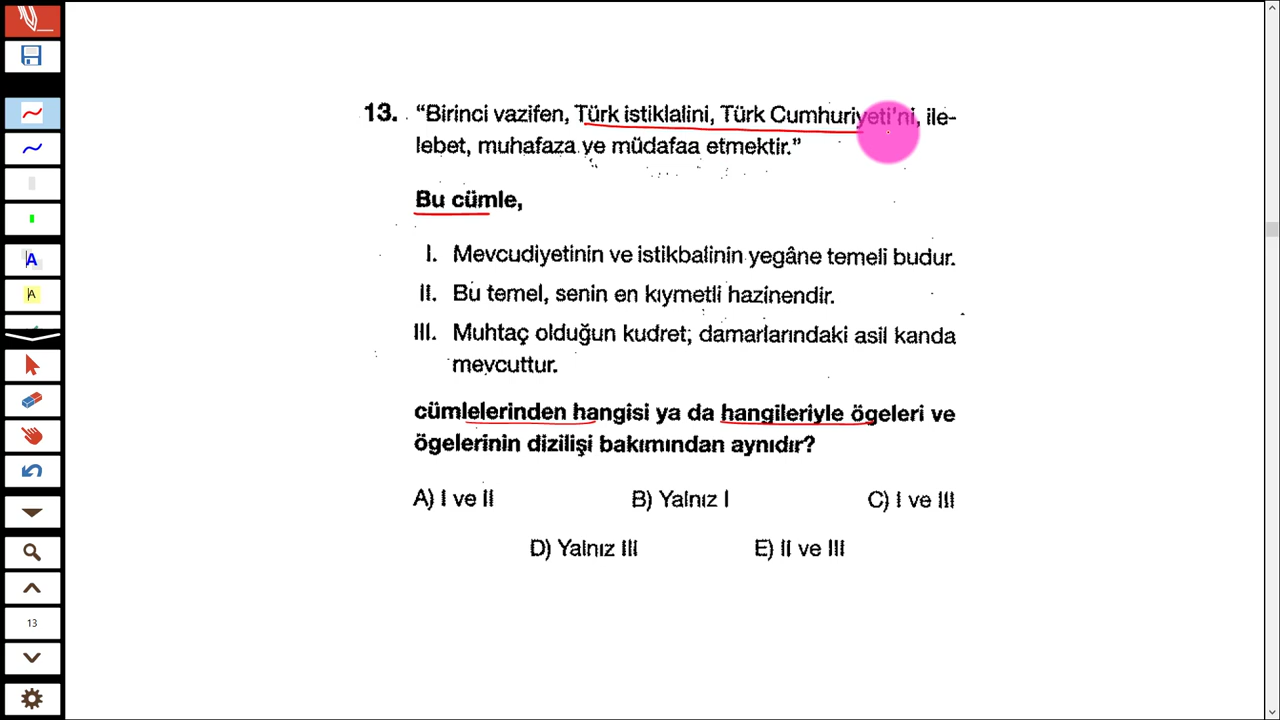 13. "Birinci vazifen, Türk istiklalini, Türk Cumhuriyeti'ni, ile-
lebet, muhafaza ve müdafaa etmektir."
Bu cümle,
I. Mevcudiyetinin ve istikbalinin yegâne temeli budur.
II. Bu temel, senin en kıymetli hazinendir.
III. Muhtaç olduğun kudret; damarlarındaki asil kanda
mevcuttur.
cümlelerinden hangisi ya da hangileriyle ögeleri ve
ögelerinin dizilişi bakımından aynıdır?
A) I ve II B) Yalnız I C) I ve III
D) Yalnız III E) II ve III
A
A
13